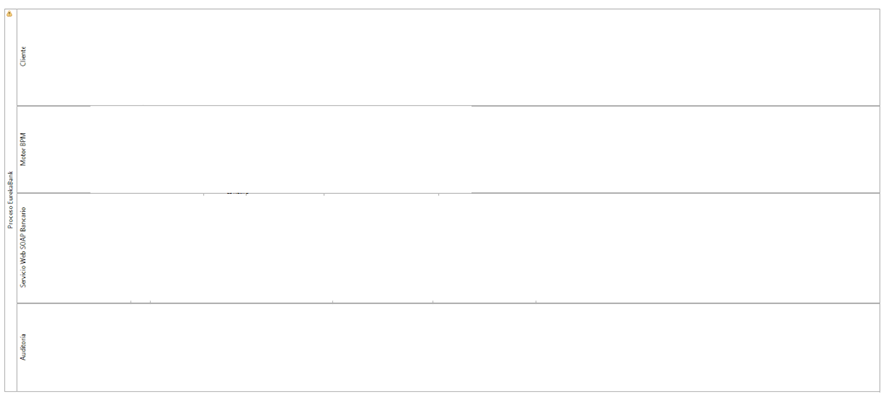 Proceso EurekaBank
Cliente
Motor BPM
Servicio Web SOAP Bancario
Auditoria